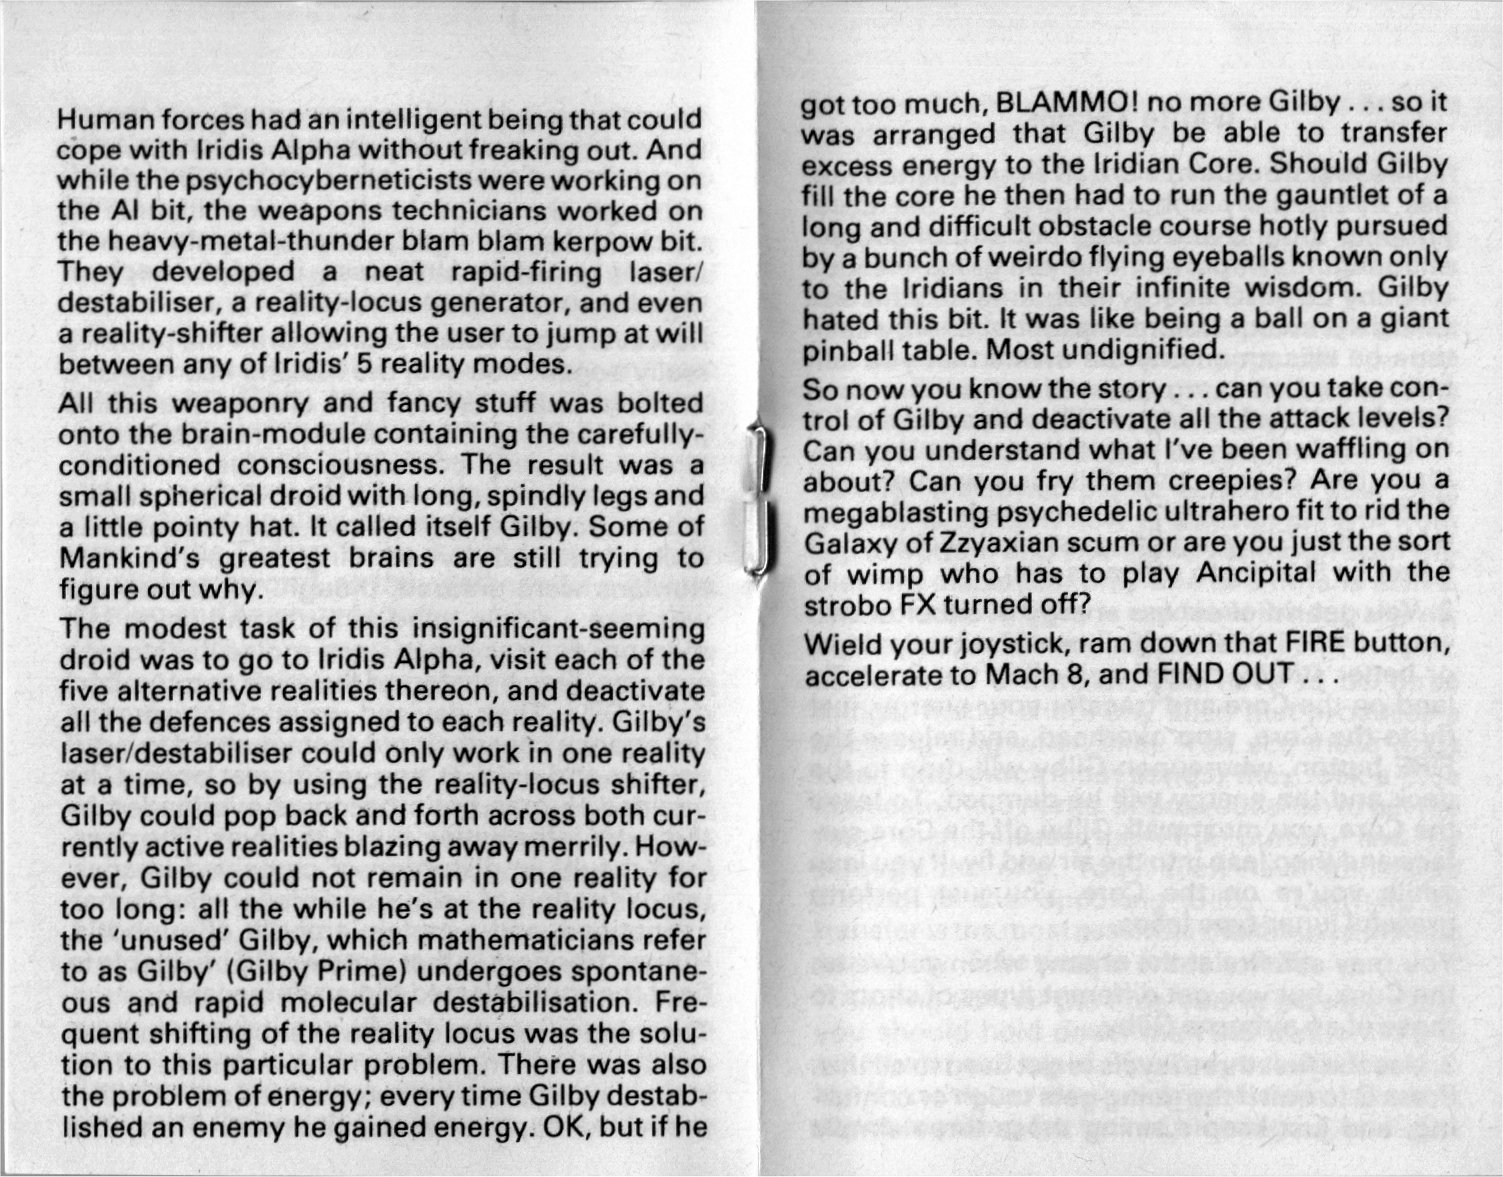 Human forces had an intelligent being that could
cope with Iridis Alpha without freaking out. And
while the psychocyberneticists were working on
the AI bit, the weapons technicians worked on
the heavy-metal-thunder blam blam kerpow bit.
They developed a neat rapid-firing laser/
destabiliser, a reality-locus generator, and even
a reality-shifter allowing the user to jump at will
between any of Iridis' 5 reality modes.
All this weaponry and fancy stuff was bolted
onto the brain-module containing the carefully-
conditioned consciousness. The result was a
small spherical droid with long, spindly legs and
a little pointy hat. It called itself Gilby. Some of
Mankind's greatest brains are still trying to
figure out why.
The modest task of this insignificant-seeming
droid was to go to Iridis Alpha, visit each of the
five alternative realities thereon, and deactivate
all the defences assigned to each reality. Gilby's
laser/destabiliser could only work in one reality
at a time, so by using the reality-locus shifter,
Gilby could pop back and forth across both cur-
rently active realities blazing away merrily. How-
ever, Gilby could not remain in one reality for
too long: all the while he's at the reality locus,
the 'unused' Gilby, which mathematicians refer
to as Gilby' (Gilby Prime) undergoes spontane-
ous and rapid molecular destabilisation. Fre-
quent shifting of the reality locus was the solu-
tion to this particular problem. There was also
the problem of energy; every time Gilby destab-
lished an enemy he gained energy. OK, but if he
got too much, BLAMMO! no more Gilby . . . so it
was arranged that Gilby be able to transfer
excess energy to the Iridian Core. Should Gilby
fill the core he then had to run the gauntlet of a
long and difficult obstacle course hotly pursued
by a bunch of weirdo flying eyeballs known only
to the Iridians in their infinite wisdom. Gilby
hated this bit. It was like being a ball on a giant
pinball table. Most undignified.
So now you know the story . . . can you take con-
trol of Gilby and deactivate all the attack levels?
Can you understand what I've been waffling on
about? Can you fry them creepies? Are you a
megablasting psychedelic ultrahero fit to rid the
Galaxy of Zzyaxian scum or are you just the sort
of wimp who has to play Ancipital with the
strobo FX turned off?
Wield your joystick, ram down that FIRE button,
accelerate to Mach 8, and FIND OUT . . .